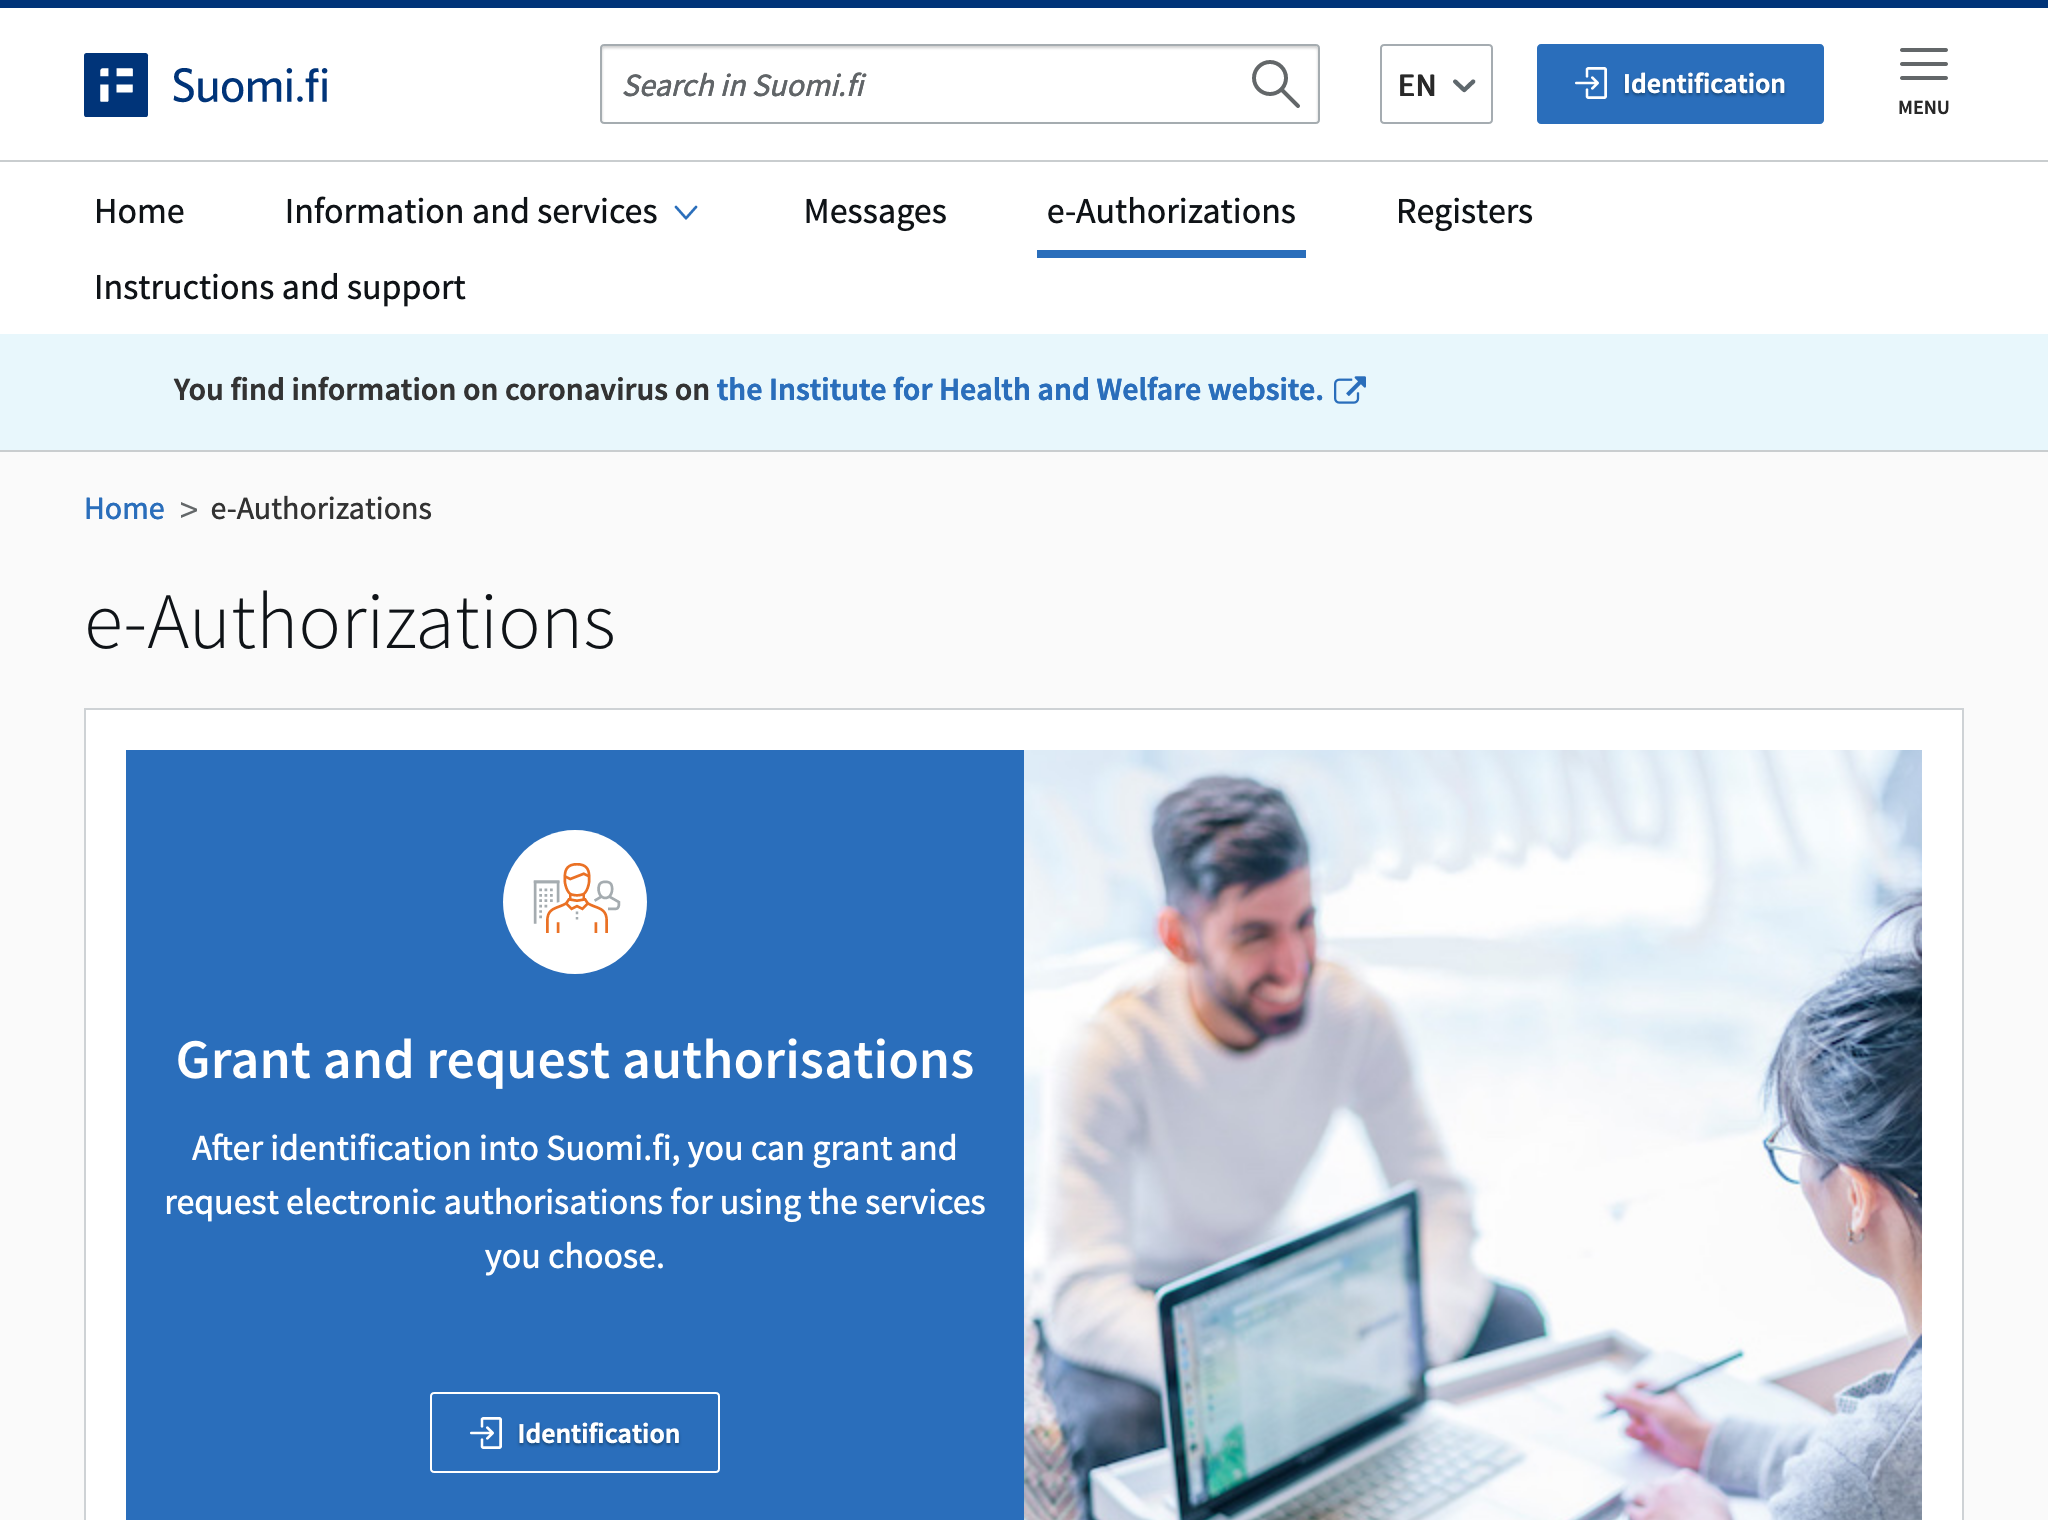 Suomi.fi
Search in Suomi.fi
EN
Identification
MENU
Home
Information and services
Messages
e-Authorizations
Registers
Instructions and support
You find information on coronavirus on the Institute for Health and Welfare website.
Home > e-Authorizations
e-Authorizations
Grant and request authorisations
After identification into Suomi.fi, you can grant and
request electronic authorisations for using the services
you choose.
Identification